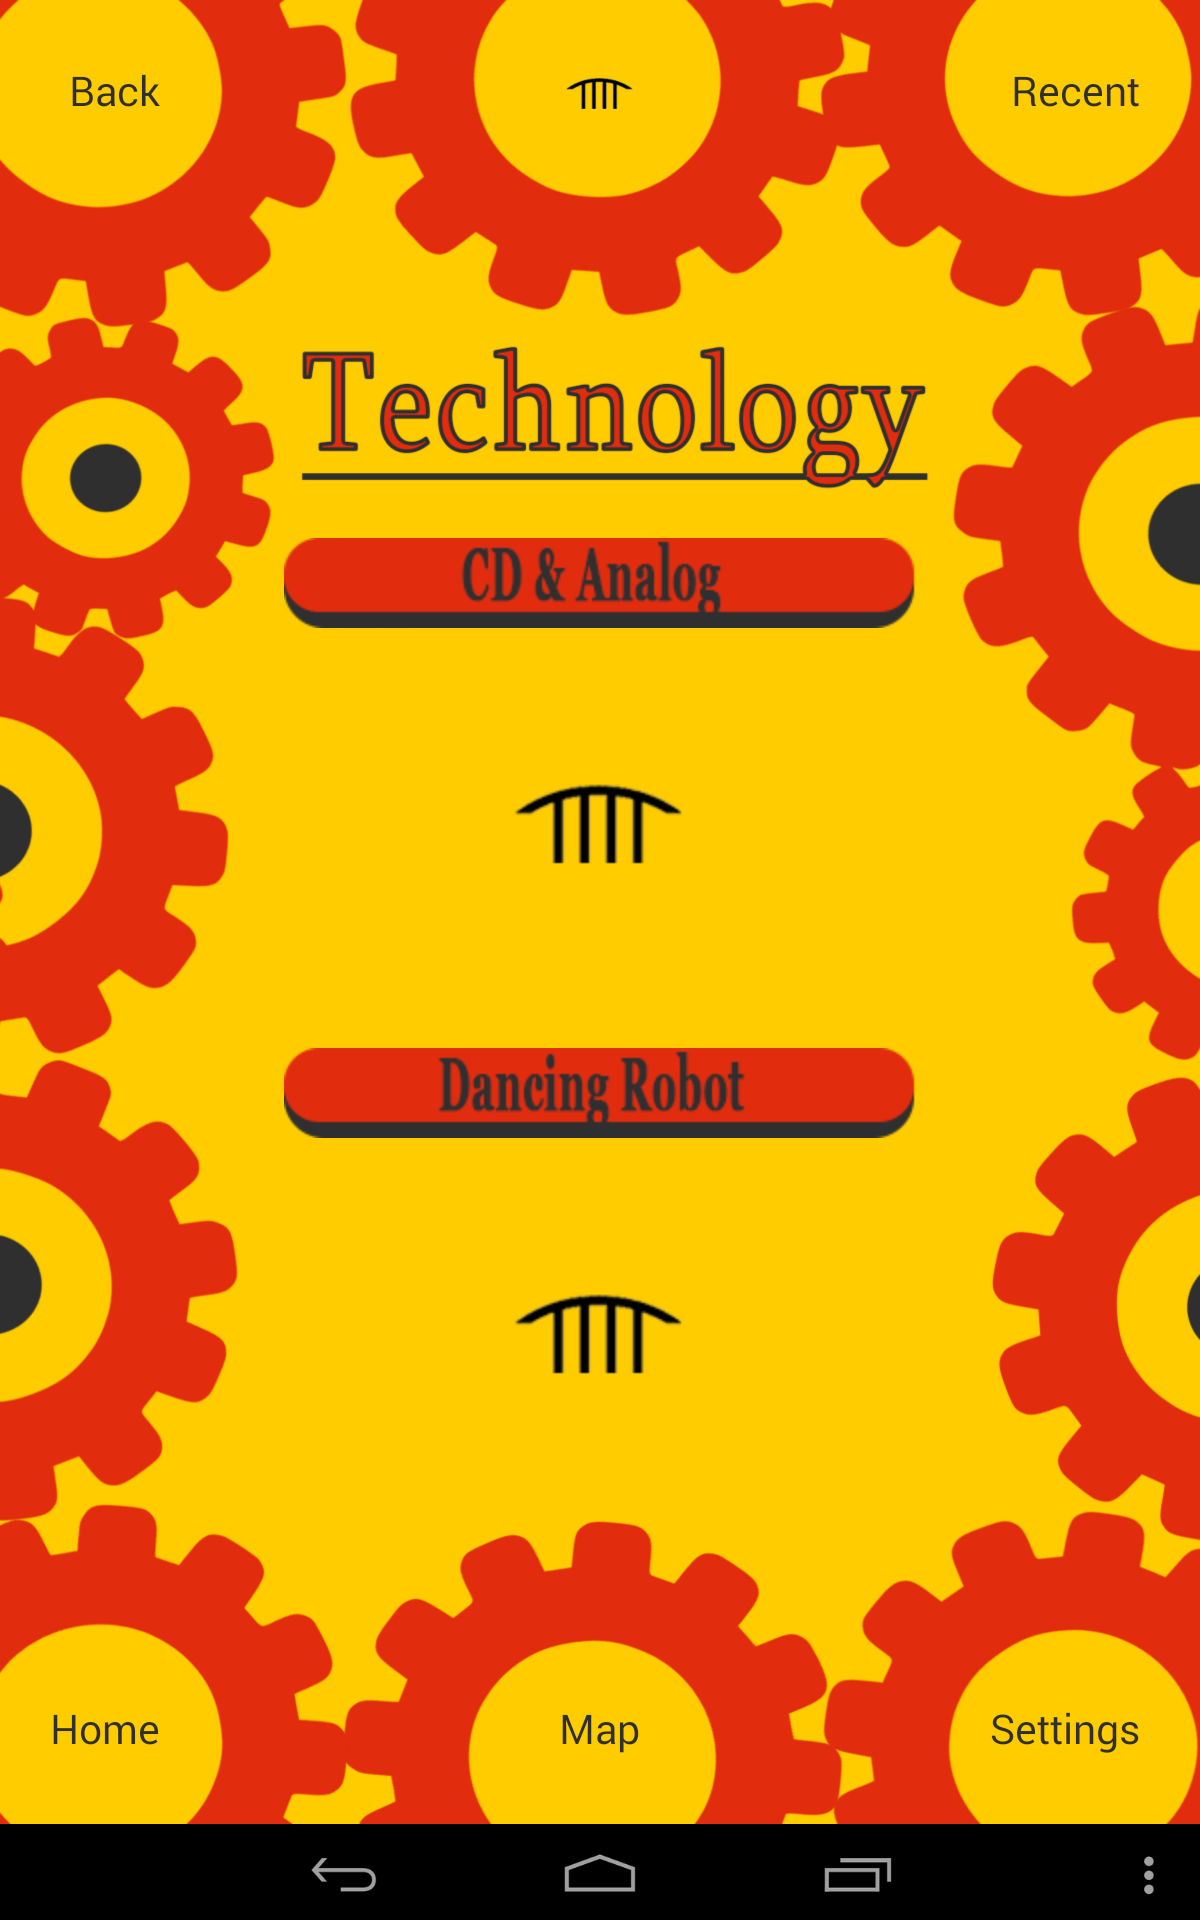 Back
Recent
Technology
CD & Analog
Dancing Robot
Home
Map
Settings